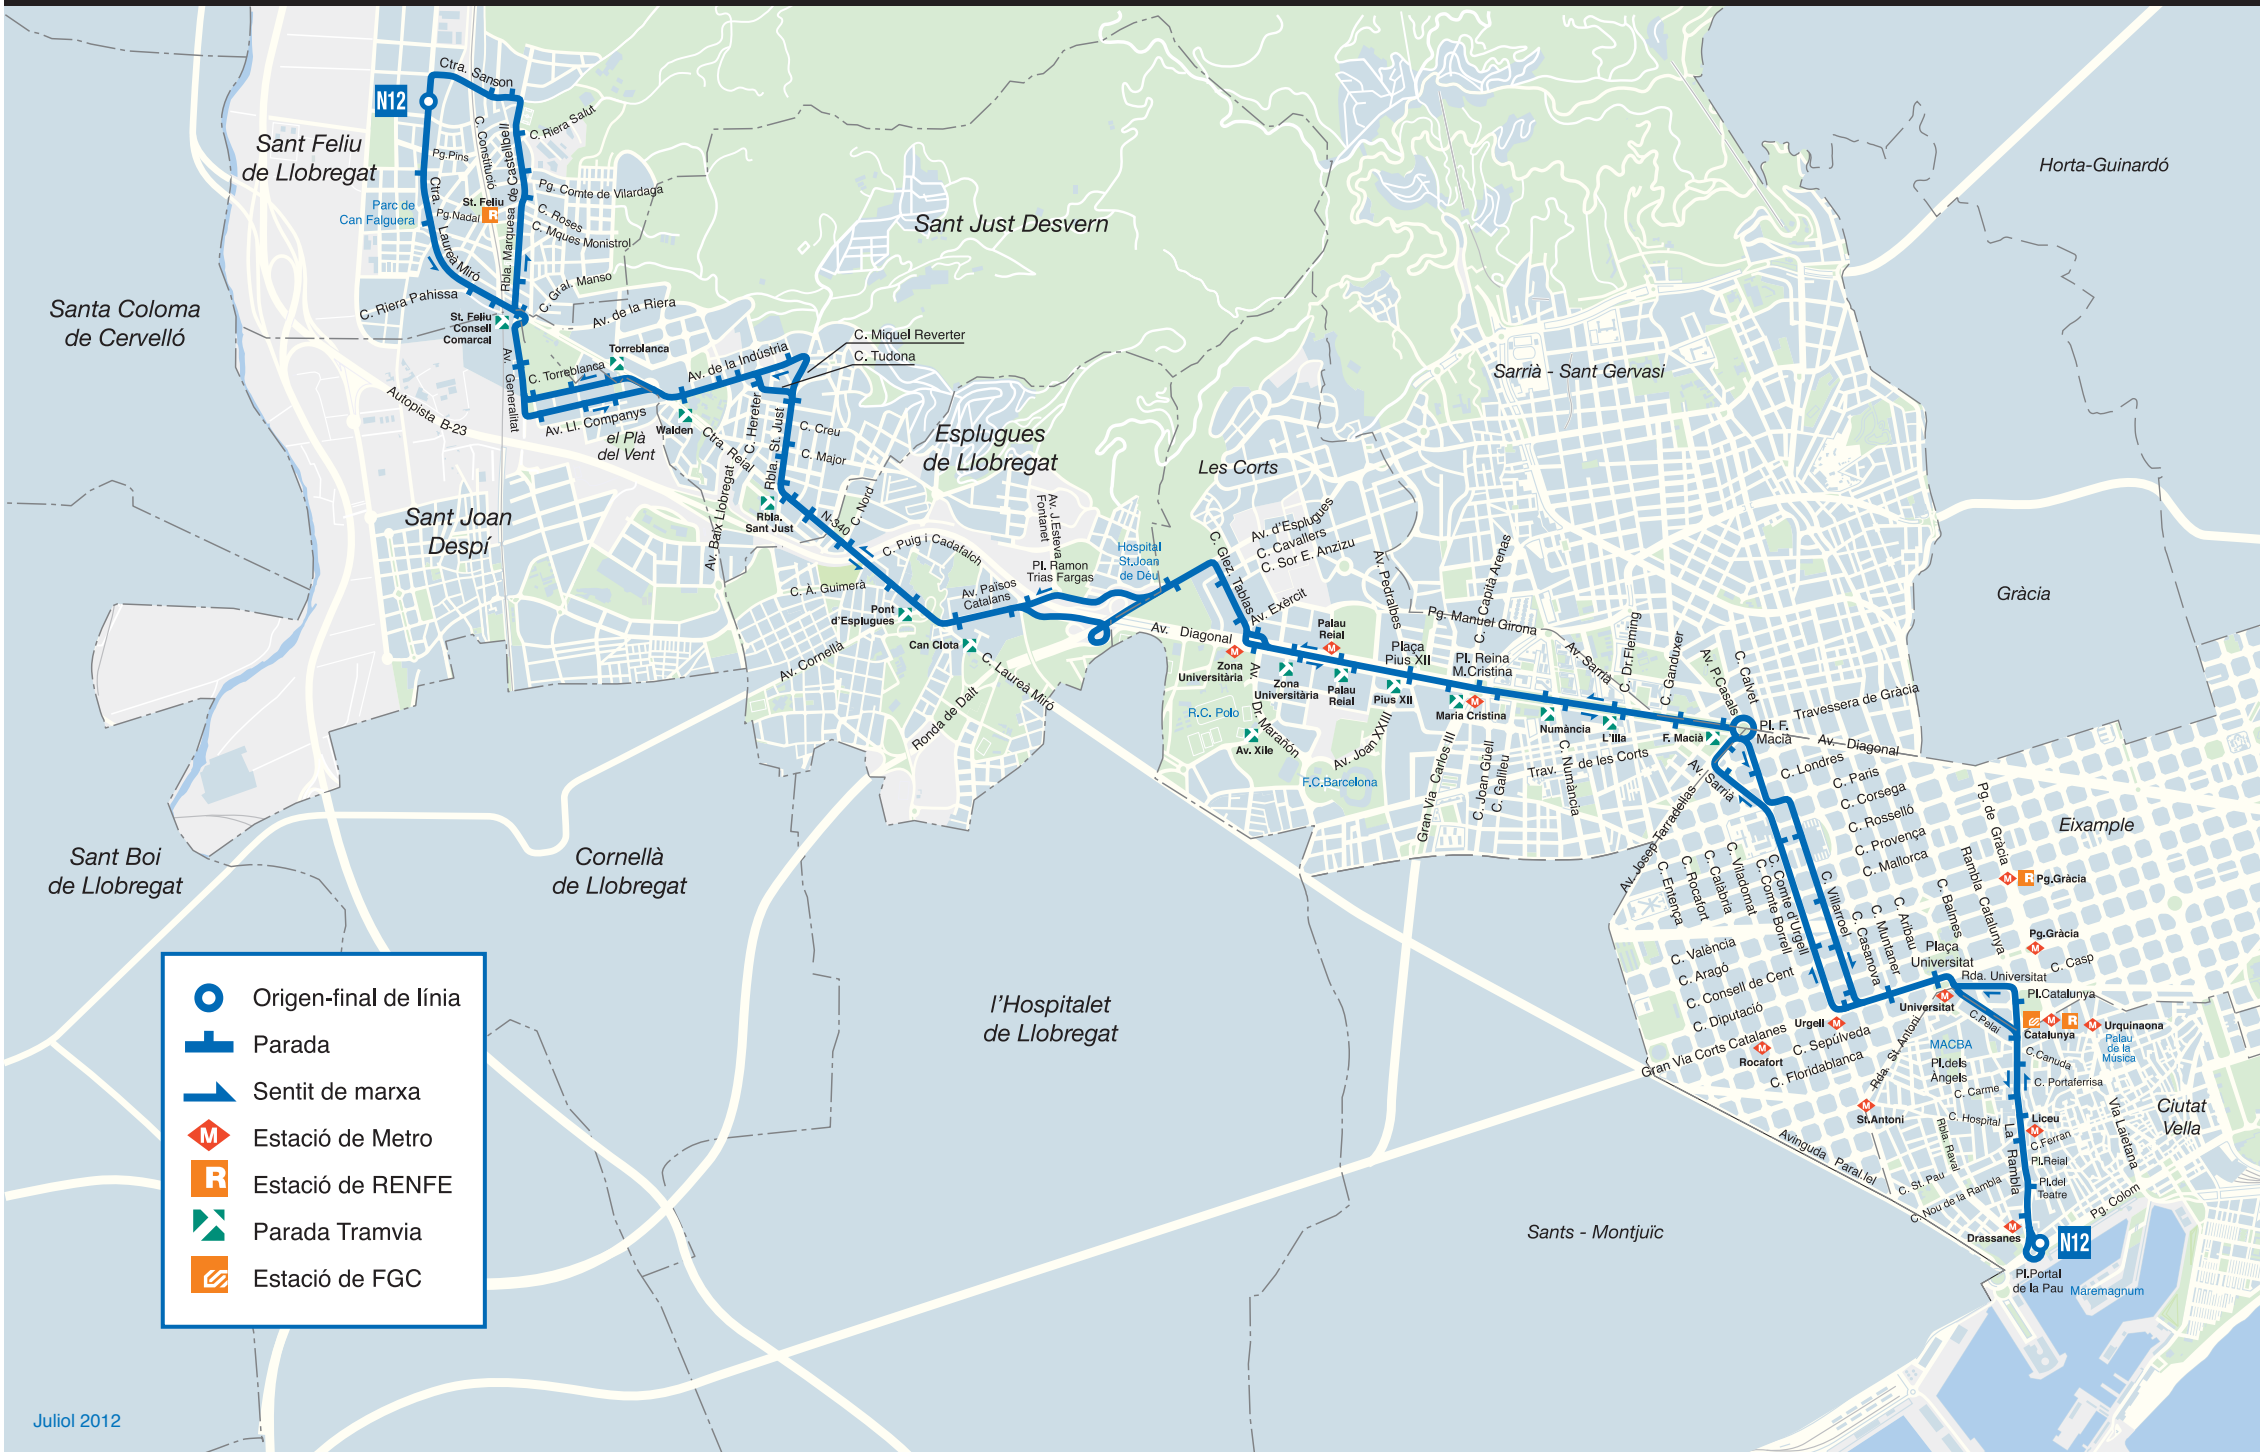 Ctra. Sanson
N12
C. Riera Salut
C. Constitució
Sant Feliu
de Llobregat
Pg.Pins
Ctra.
Laureà Miró
Rbla. Marquesa de Castellbell
Pg. Comte de Vilardaga
St. Feliu
R
Parc de
Can Falguera
Pg.Nadal
C. Roses
C. Mques Monistrol
Sant Just Desvern
Horta-Guinardó
C. Gral. Manso
C. Riera Pahissa
Av. de la Riera
Santa Coloma
de Cervelló
St. Feliu
Consell
Comarcal
C. Miquel Reverter
C. Tudona
Torreblanca
Av. de la Indústria
C. Torreblanca
Av. Generalitat
Autopista B-23
Av. Ll. Companys
el Plà
del Vent
Walden
Ctra. Reial
C. Hereter
Rbla. St. Just
C. Creu
C. Major
Sarrià - Sant Gervasi
Esplugues
de Llobregat
Les Corts
Sant Joan
Despí
Av. Baix Llobregat
Rbla.
Sant Just
N-340
C. Nord
C. Puig i Cadafalch
Av. J.Esteva
Fontanet
Pl. Ramon
Trias Fargas
Hospital
St.Joan
de Déu
C. Glez. Tablas
Av. d'Esplugues
C. Cavallers
C. Sor E. Anzizu
Av. Pedralbes
C. Capità Arenas
C. À. Guimerà
Av. Països
Catalans
Pont
d'Esplugues
Can Clota
Av. Cornellà
C. Laureà Miró
Ronda de Dalt
Av. Diagonal
Av. Exèrcit
Palau
Reial
M
Zona
Universitària
Zona
Universitària
Palau
Reial
Plaça
Pius XII
Pius XII
Pg. Manuel Girona
Pl. Reina
M.Cristina
Maria Cristina
Av. Sarrià
C. Dr.Fleming
C. Ganduxer
Av. P.Casals
C. Calvet
Travessera de Gràcia
Gràcia
R.C. Polo
Av. Dr. Marañón
Av. Xile
Av. Joan XXIII
F.C.Barcelona
Gran Via Carlos III
C. Joan Güell
C. Galileu
Numància
L'Illa
C. Numància
Trav. de les Corts
F. Macià
Pl. F.
Macià
Av. Diagonal
Av. Sarrià
C. Londres
C. París
C. Corsega
C. Rosselló
C. Provença
C. Mallorca
Pg. de Gràcia
Rambla Catalunya
Eixample
Av. Josep Tarradellas
C. Entença
C. Rocafort
C. Calàbria
C. Viladomat
C. Comte Borrell
C. Comte d'Urgell
C. Villarroel
C. Casanova
C. Muntaner
C. Aribau
C. Balmes
Pg.Gràcia
Pg.Gràcia
C. Casp
Sant Boi
de Llobregat
Cornellà
de Llobregat
l'Hospitalet
de Llobregat
C. València
C. Aragó
C. Consell de Cent
C. Diputació
Gran Via Corts Catalanes
Plaça
Universitat
Rda. Universitat
Universitat
C.Pelai
Pl.Catalunya
Catalunya
Urquinaona
Palau
de la
Música
Urgell
Rocafort
C. Sepúlveda
C. Floridablanca
Rda. St. Antoni
MACBA
Pl.dels
Àngels
C.Canuda
C. Portaferrisa
C. Carme
C. Hospital
Liceu
C.Ferran
St.Antoni
Rbla. Raval
La Rambla
Via Laietana
Ciutat
Vella
Avinguda Paral.lel
Pl.Reial
Pl.del
Teatre
C. St. Pau
C. Nou de la Rambla
Pg. Colom
Drassanes
N12
Pl.Portal
de la Pau
Maremagnum
Sants - Montjuïc
Origen-final de línia
Parada
Sentit de marxa
M Estació de Metro
R Estació de RENFE
Parada Tramvia
Estació de FGC
Juliol 2012